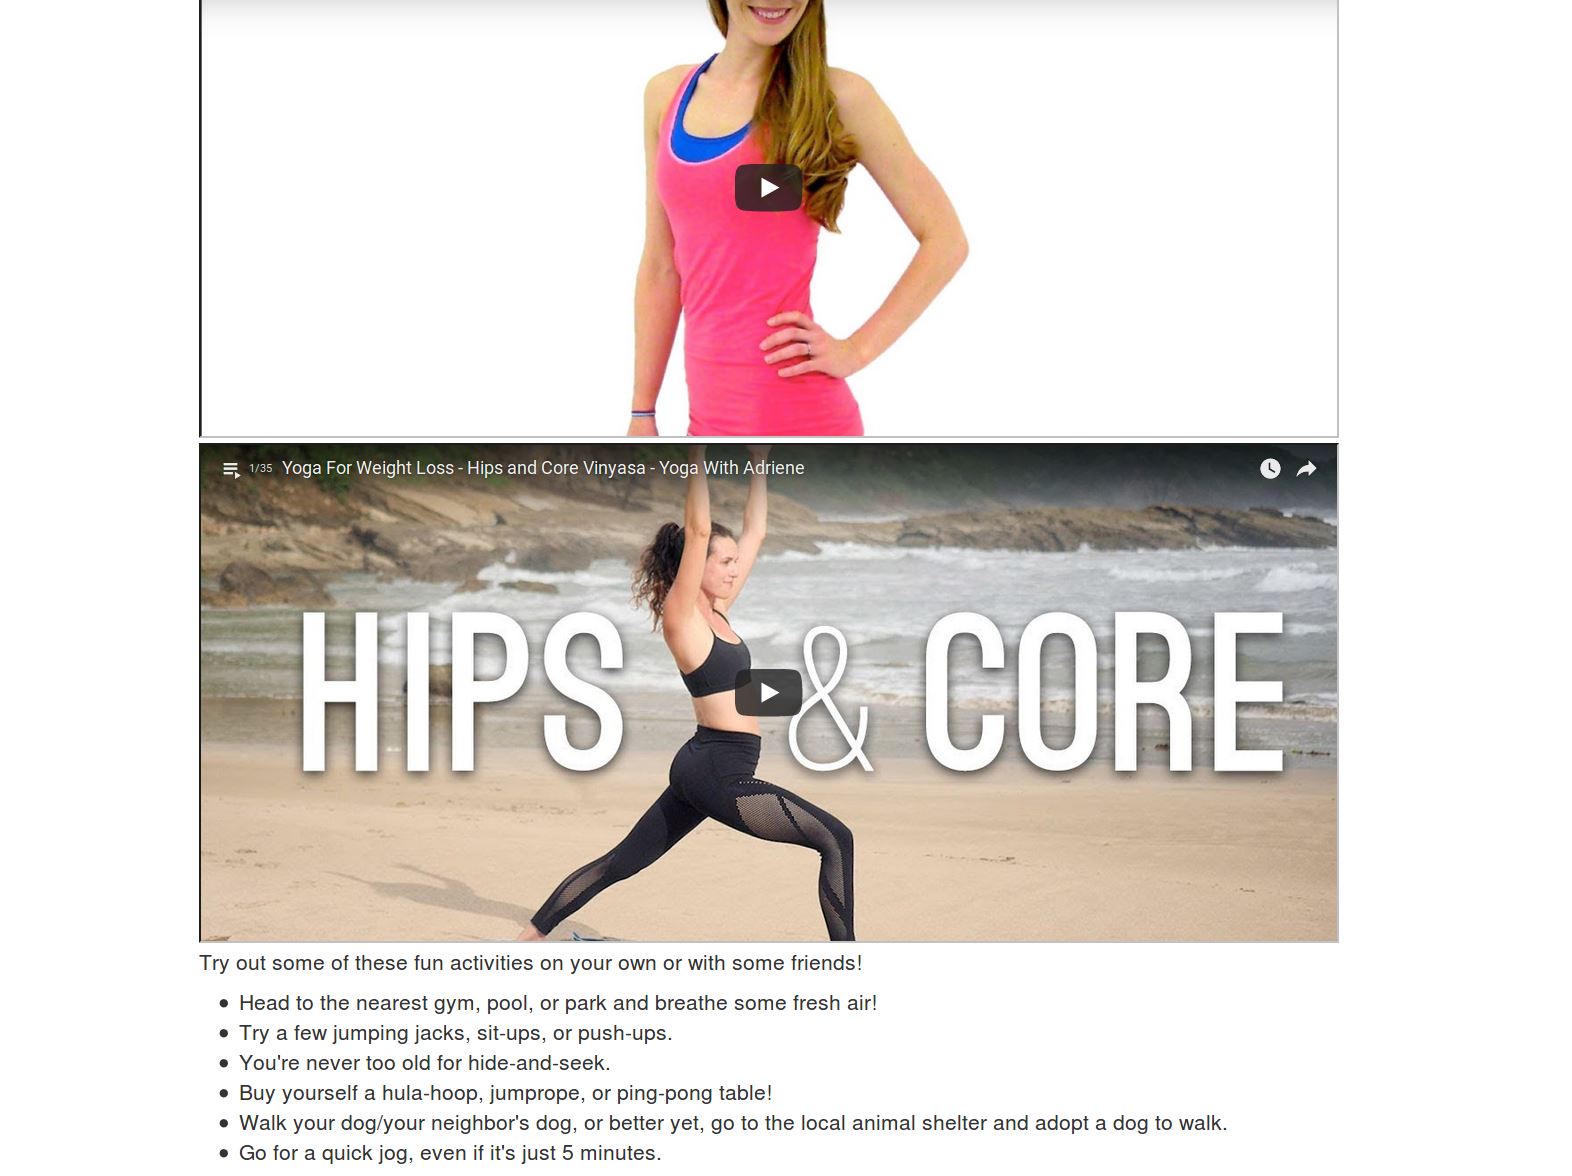 1/35 Yoga For Weight Loss - Hips and Core Vinyasa - Yoga With Adriene
HIPS & CORE
Try out some of these fun activities on your own or with some friends!
Head to the nearest gym, pool, or park and breathe some fresh air!
Try a few jumping jacks, sit-ups, or push-ups.
You're never too old for hide-and-seek.
Buy yourself a hula-hoop, jumprope, or ping-pong table!
Walk your dog/your neighbor's dog, or better yet, go to the local animal shelter and adopt a dog to walk.
Go for a quick jog, even if it's just 5 minutes.